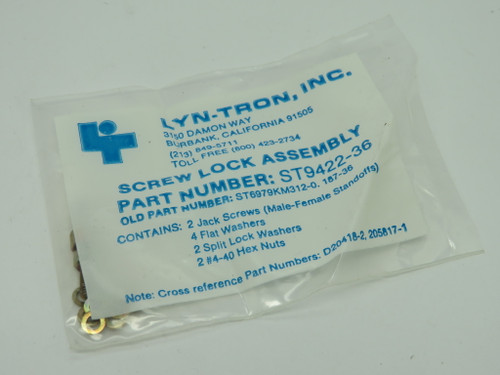 LYN-TRON, INC.
3150 DAMON WAY
BURBANK, CALIFORNIA 91505
(213) 849-5711
TOLL FREE (800) 423-2734
SCREW LOCK ASSEMBLY
PART NUMBER: ST9422-36
OLD PART NUMBER: ST6979KM312-0, 187-36
CONTAINS: 2 Jack Screws (Male-Female Standoffs)
4 Flat Washers
2 Split Lock Washers
2 #4-40 Hex Nuts
Note: Cross reference Part Numbers: D20418-2, 205817-1